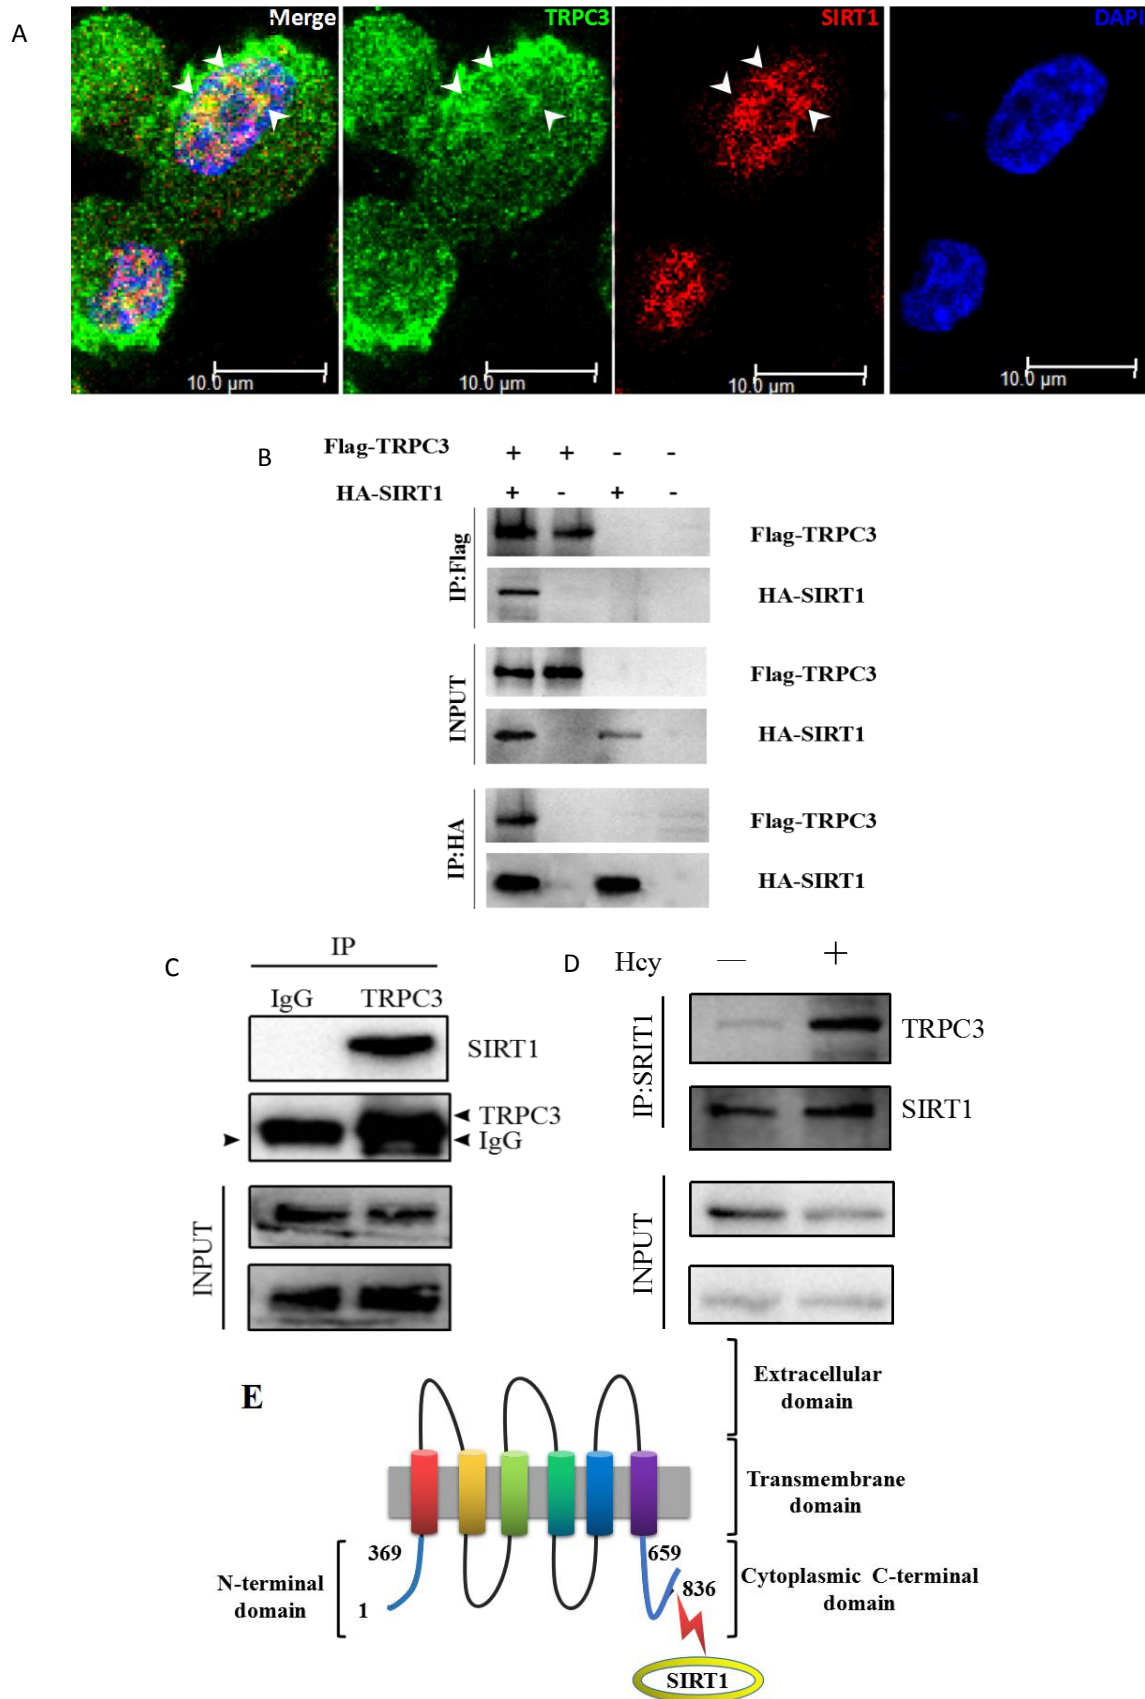 A
Merge
TRPC3
SIRT1
DAPI
10.0 µm
10.0 µm
10.0 µm
10.0 µm
B
Flag-TRPC3 + + - -
HA-SIRT1 + - + -
IP:Flag
Flag-TRPC3
HA-SIRT1
INPUT
Flag-TRPC3
HA-SIRT1
IP:HA
Flag-TRPC3
HA-SIRT1
C
IP
IgG TRPC3
SIRT1
TRPC3
IgG
INPUT
D
Hcy — +
IP:SRIT1
TRPC3
SIRT1
INPUT
E
Extracellular
domain
Transmembrane
domain
369
659
N-terminal
domain
1
836
Cytoplasmic C-terminal
domain
SIRT1